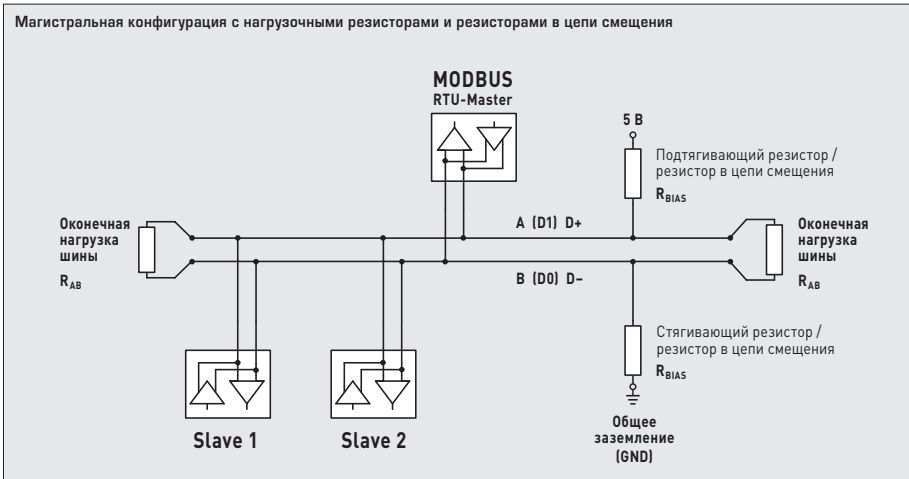 Магистральная конфигурация с нагрузочными резисторами и резисторами в цепи смещения
MODBUS
RTU-Master
5 В
Подтягивающий резистор /
резистор в цепи смещения
RBIAS
Оконечная
нагрузка
шины
RAB
A (D1) D+
B (D0) D–
Оконечная
нагрузка
шины
RAB
Стягивающий резистор /
резистор в цепи смещения
RBIAS
Slave 1
Slave 2
Общее
заземление
(GND)